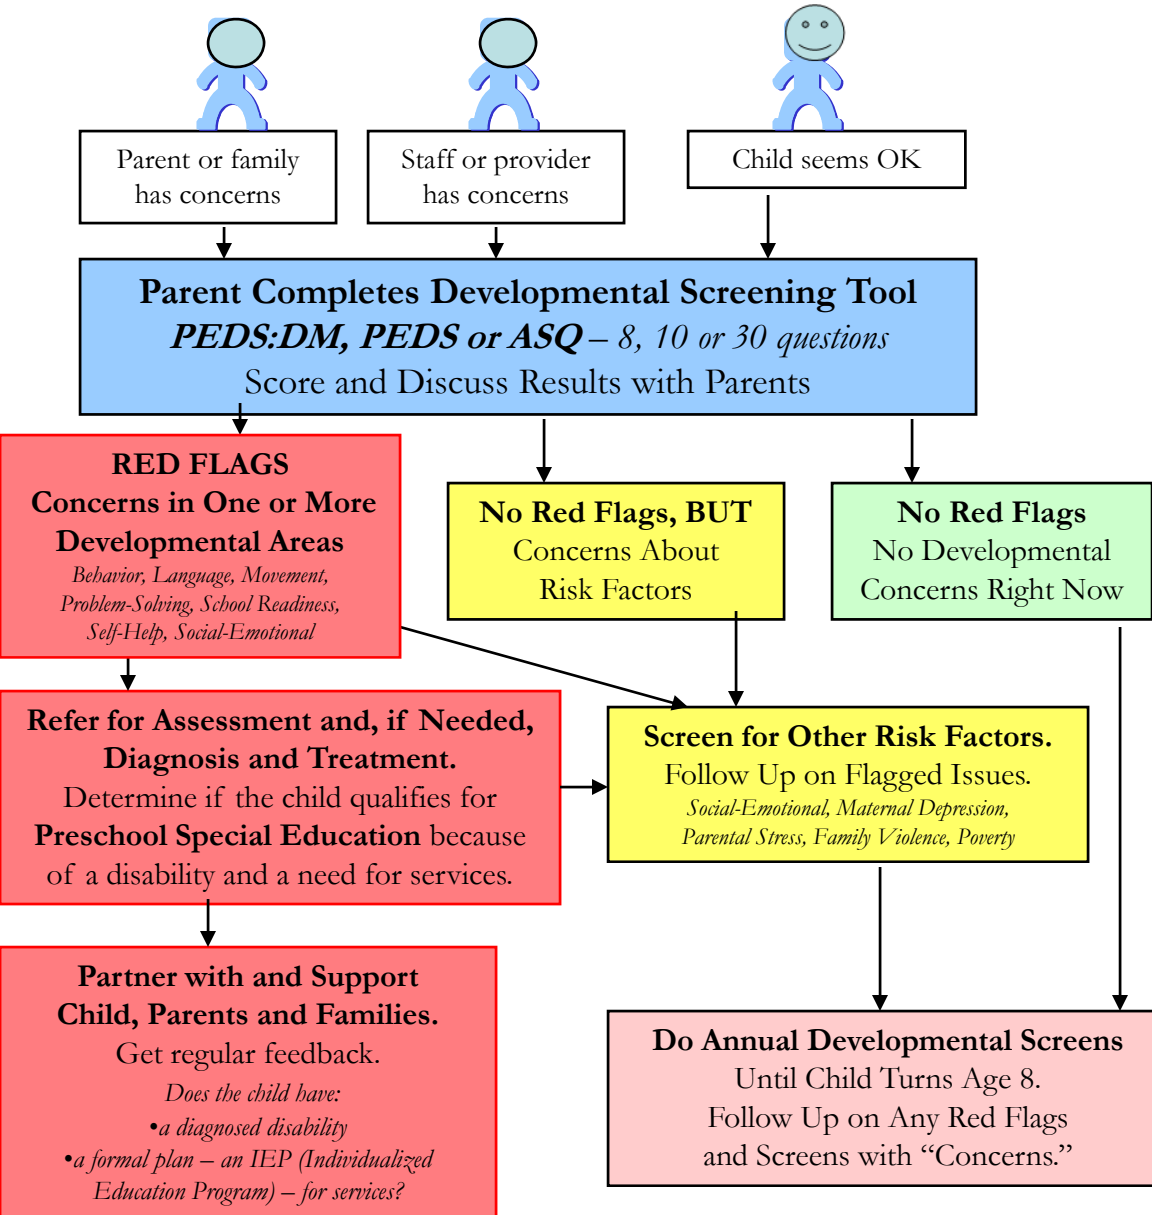 Parent or family
has concerns
Staff or provider
has concerns
Child seems OK
Parent Completes Developmental Screening Tool
PEDS:DM, PEDS or ASQ – 8, 10 or 30 questions
Score and Discuss Results with Parents
RED FLAGS
Concerns in One or More
Developmental Areas
Behavior, Language, Movement,
Problem-Solving, School Readiness,
Self-Help, Social-Emotional
No Red Flags, BUT
Concerns About
Risk Factors
No Red Flags
No Developmental
Concerns Right Now
Refer for Assessment and, if Needed,
Diagnosis and Treatment.
Determine if the child qualifies for
Preschool Special Education because
of a disability and a need for services.
Screen for Other Risk Factors.
Follow Up on Flagged Issues.
Social-Emotional, Maternal Depression,
Parental Stress, Family Violence, Poverty
Partner with and Support
Child, Parents and Families.
Get regular feedback.
Does the child have:
•a diagnosed disability
•a formal plan – an IEP (Individualized
Education Program) – for services?
Do Annual Developmental Screens
Until Child Turns Age 8.
Follow Up on Any Red Flags
and Screens with “Concerns.”